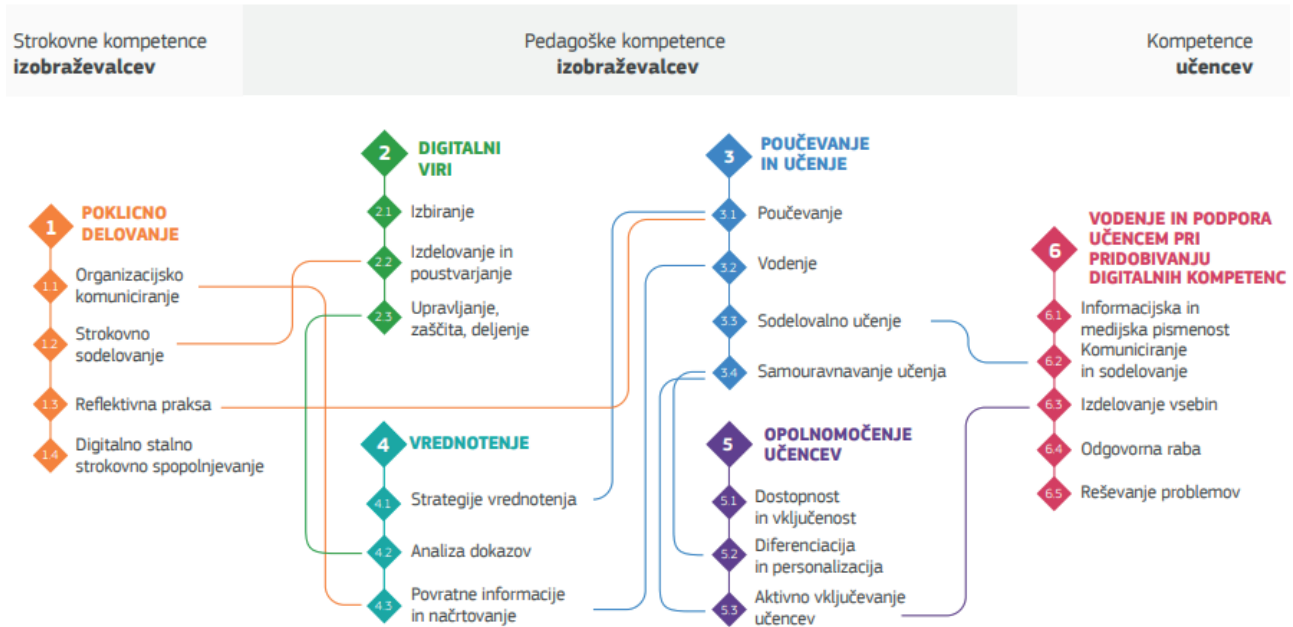 Strokovne kompetence
izobraževalcev
Pedagoške kompetence
izobraževalcev
Kompetence
učencev
1
POKLICNO
DELOVANJE
1.1
Organizacijsko
komuniciranje
1.2
Strokovno
sodelovanje
1.3
Reflektivna praksa
1.4
Digitalno stalno
strokovno spopolnjevanje
2
DIGITALNI
VIRI
2.1
Izbiranje
2.2
Izdelovanje in
poustvarjanje
2.3
Upravljanje,
zaščita, deljenje
4
VREDNOTENJE
4.1
Strategije vrednotenja
4.2
Analiza dokazov
4.3
Povratne informacije
in načrtovanje
3
POUČEVANJE
IN UČENJE
3.1
Poučevanje
3.2
Vodenje
3.3
Sodelovalno učenje
3.4
Samouravnavanje učenja
5
OPOLNOMOČENJE
UČENCEV
5.1
Dostopnost
in vključenost
5.2
Diferenciacija
in personalizacija
5.3
Aktivno vključevanje
učencev
6
VODENJE IN PODPORA
UČENCEM PRI
PRIDOBIVANJU
DIGITALNIH KOMPETENC
6.1
Informacijska in
medijska pismenost
6.2
Komuniciranje
in sodelovanje
6.3
Izdelovanje vsebin
6.4
Odgovorna raba
6.5
Reševanje problemov